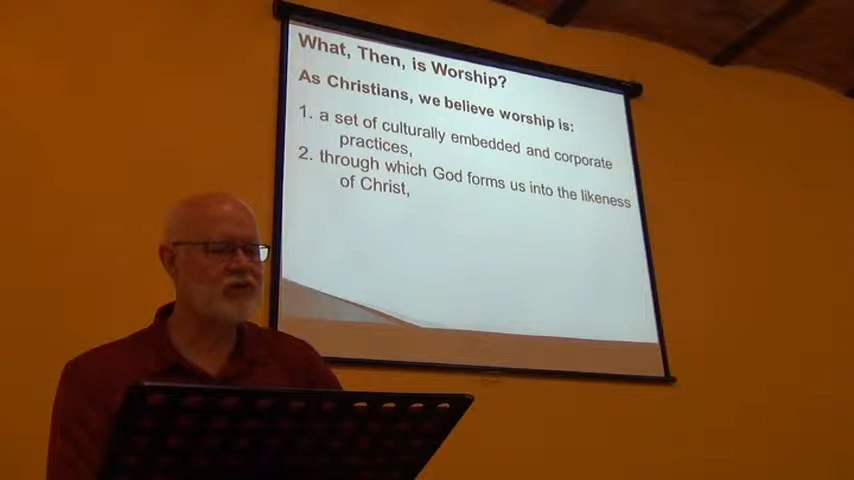 What, Then, is Worship?
As Christians, we believe worship is:
1. a set of culturally embedded and corporate
practices,
2. through which God forms us into the likeness
of Christ,